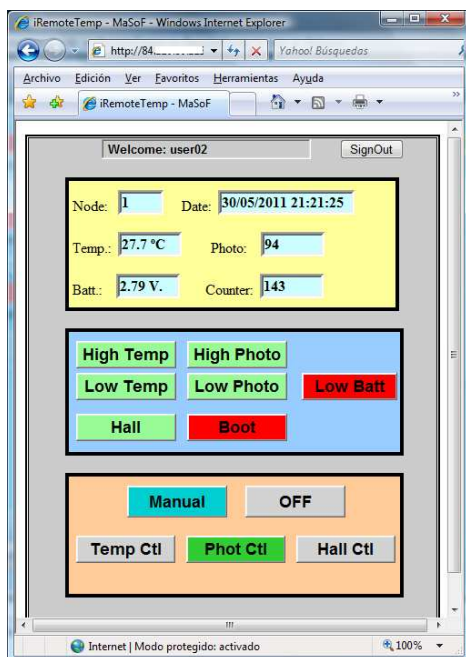 iRemoteTemp - MaSoF - Windows Internet Explorer
http://84. Yahoo! Búsquedas
Archivo Edición Ver Favoritos Herramientas Ayuda
iRemoteTemp - MaSoF
Welcome: user02 SignOut
Node: 1 Date: 30/05/2011 21:21:25
Temp.: 27.7 ºC Photo: 94
Batt.: 2.79 V. Counter: 143
High Temp High Photo
Low Temp Low Photo Low Batt
Hall Boot
Manual OFF
Temp Ctl Phot Ctl Hall Ctl
Internet | Modo protegido: activado 100%